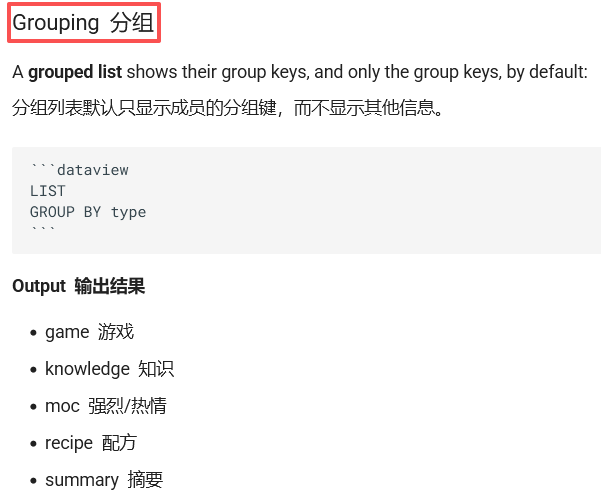 Grouping 分组
A grouped list shows their group keys, and only the group keys, by default:
分组列表默认只显示成员的分组键，而不显示其他信息。
```dataview
LIST
GROUP BY type
```
Output 输出结果
• game 游戏
• knowledge 知识
• moc 强烈/热情
• recipe 配方
• summary 摘要